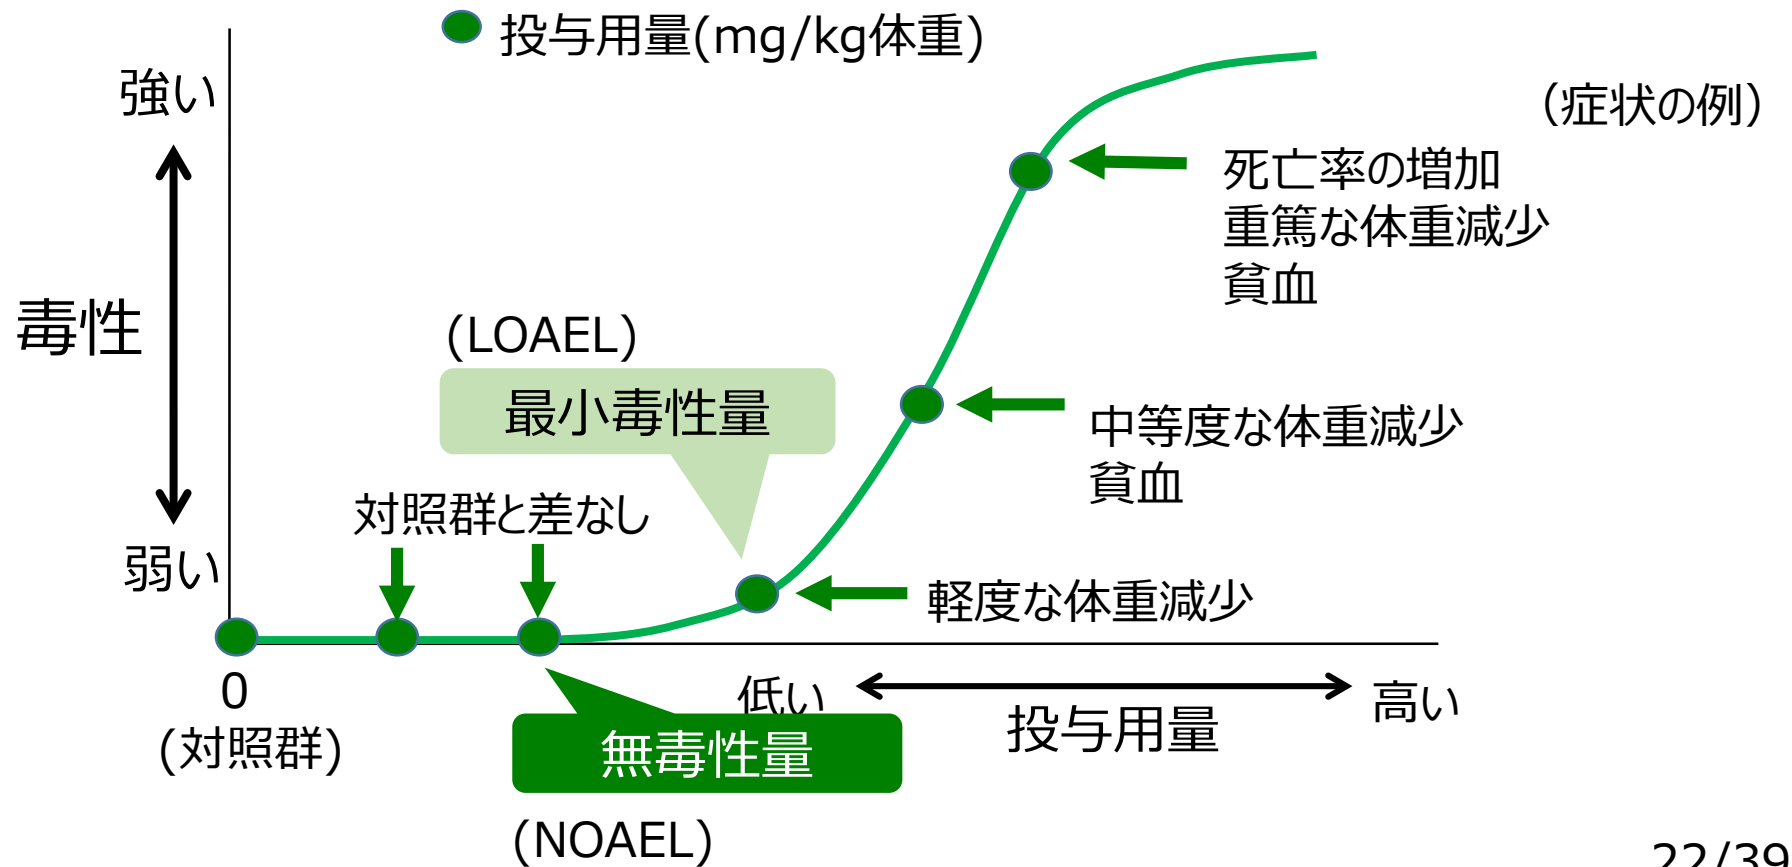 投与用量(mg/kg体重)
強い
(症状の例)
死亡率の増加
重篤な体重減少
貧血
毒性
(LOAEL)
最小毒性量
中等度な体重減少
貧血
対照群と差なし
弱い
軽度な体重減少
0
(対照群)
低い
高い
投与用量
無毒性量
(NOAEL)
22/39